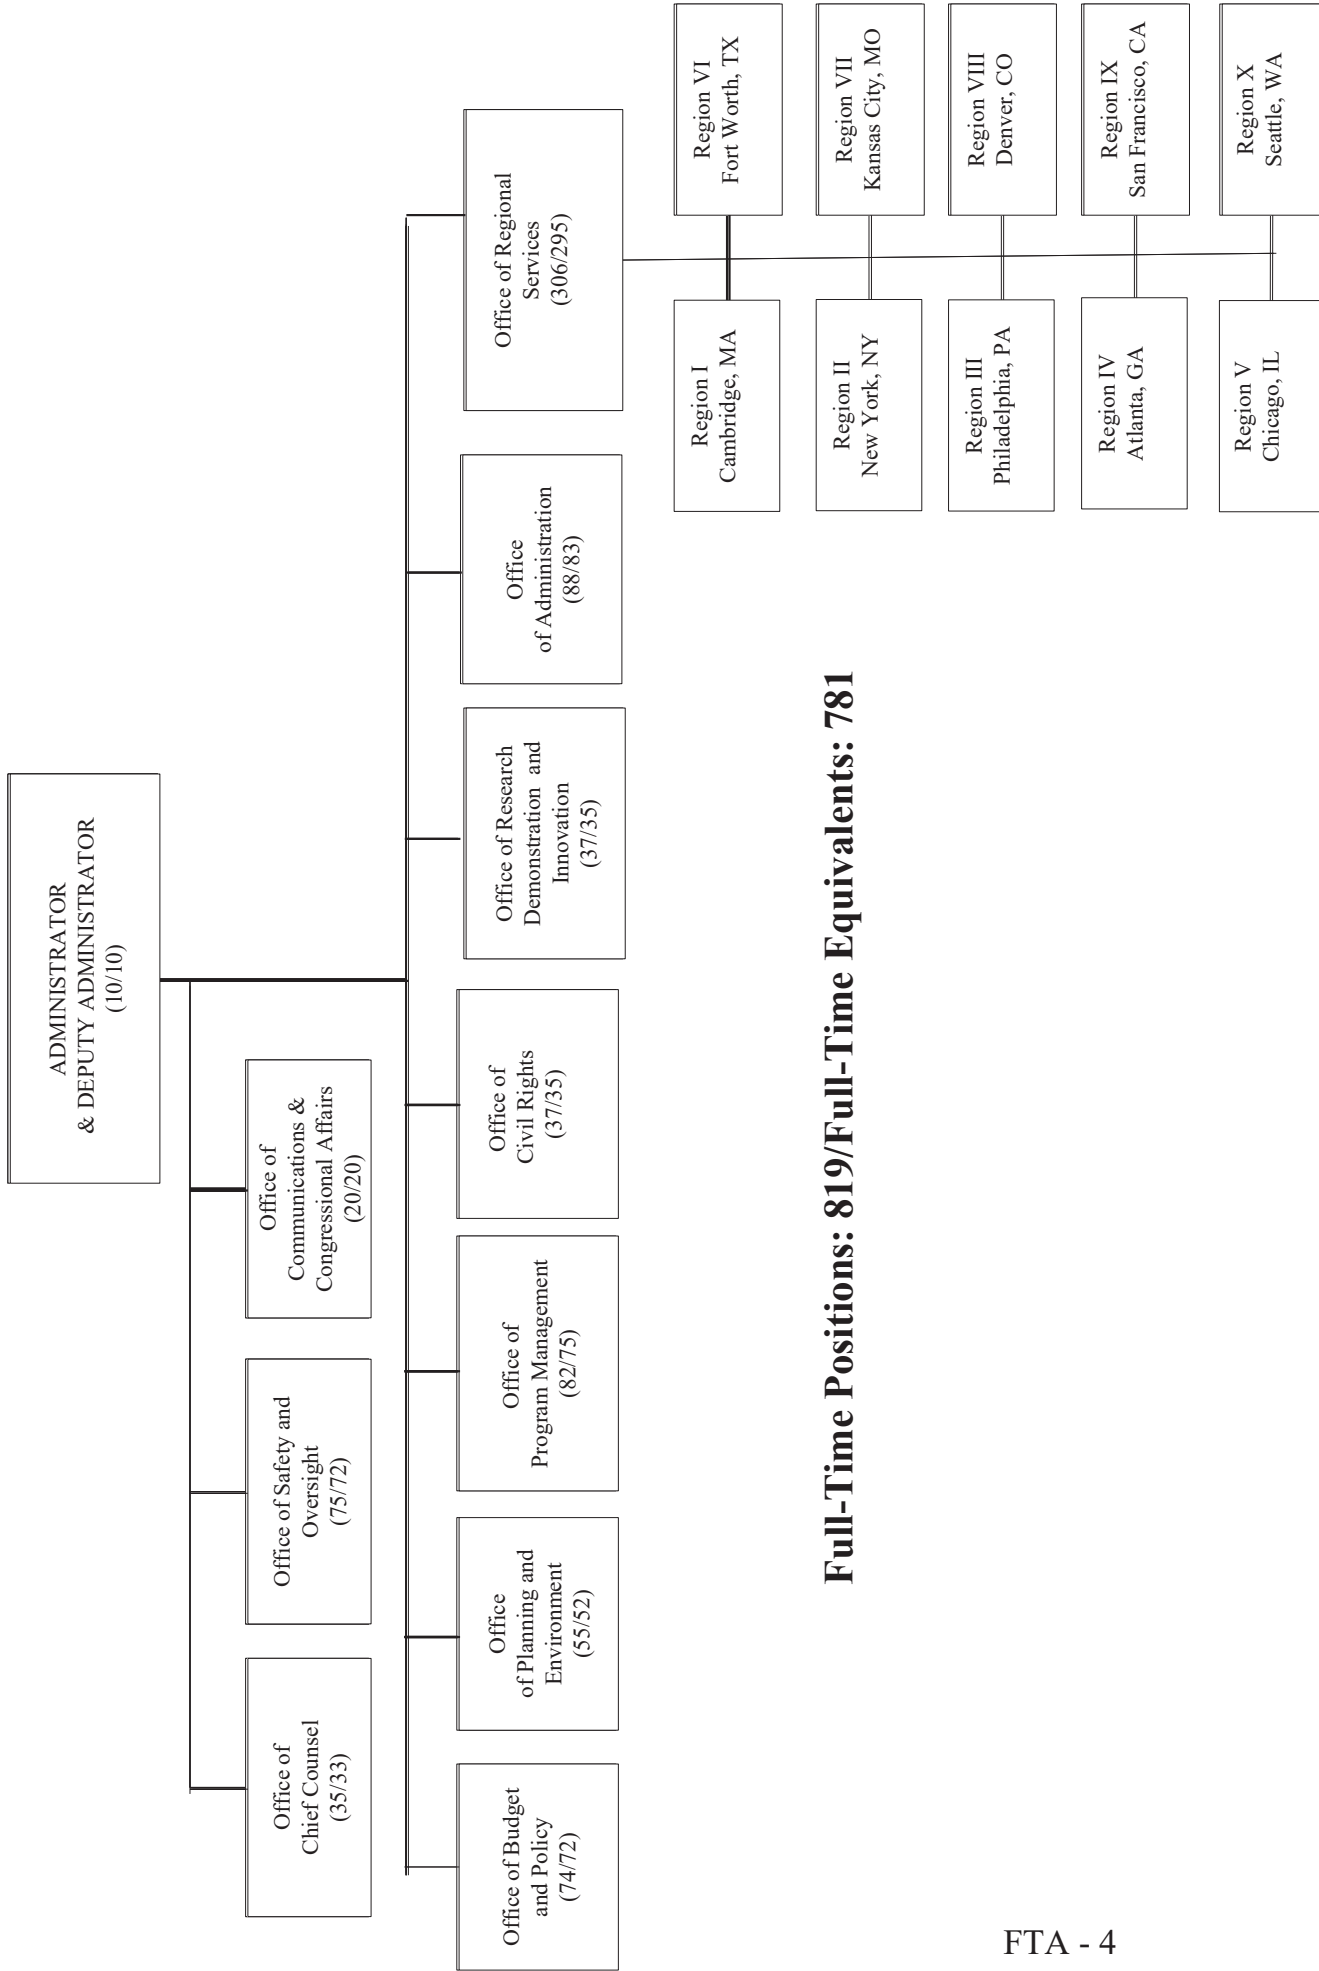 ADMINISTRATOR
& DEPUTY ADMINISTRATOR
(10/10)
Office of
Chief Counsel
(35/33)
Office of Safety and
Oversight
(75/72)
Office of
Communications &
Congressional Affairs
(20/20)
Office of Budget
and Policy
(74/72)
Office
of Planning and
Environment
(55/52)
Office of
Program Management
(82/75)
Office of
Civil Rights
(37/35)
Office of Research
Demonstration and
Innovation
(37/35)
Office
of Administration
(88/83)
Office of Regional
Services
(306/295)
Region I
Cambridge, MA
Region VI
Fort Worth, TX
Region II
New York, NY
Region VII
Kansas City, MO
Region III
Philadelphia, PA
Region VIII
Denver, CO
Region IV
Atlanta, GA
Region IX
San Francisco, CA
Region V
Chicago, IL
Region X
Seattle, WA
Full-Time Positions: 819/Full-Time Equivalents: 781
FTA - 4